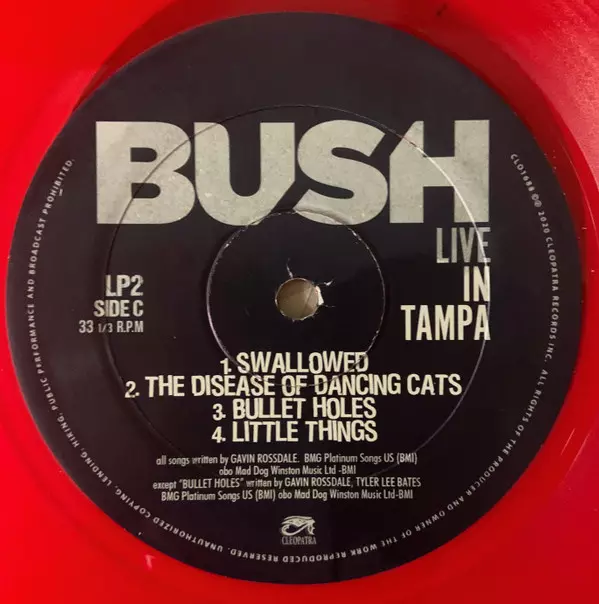 BUSH
LIVE
IN
TAMPA
LP2
SIDE C
33 1/3 R.P.M
1. SWALLOWED
2. THE DISEASE OF DANCING CATS
3. BULLET HOLES
4. LITTLE THINGS
all songs written by GAVIN ROSSDALE. BMG Platinum Songs US (BMI)
obo Mad Dog Winston Music Ltd -BMI
except "BULLET HOLES" written by GAVIN ROSSDALE, TYLER LEE BATES
BMG Platinum Songs US (BMI) obo Mad Dog Winston Music Ltd-BMI
CLEOPATRA
CLO1688 ℗© 2020 CLEOPATRA RECORDS INC. ALL RIGHTS OF THE PRODUCER AND OWNER OF THE WORK REPRODUCED RESERVED. UNAUTHORIZED COPYING, LENDING, HIRING, PUBLIC PERFORMANCE AND BROADCAST PROHIBITED.